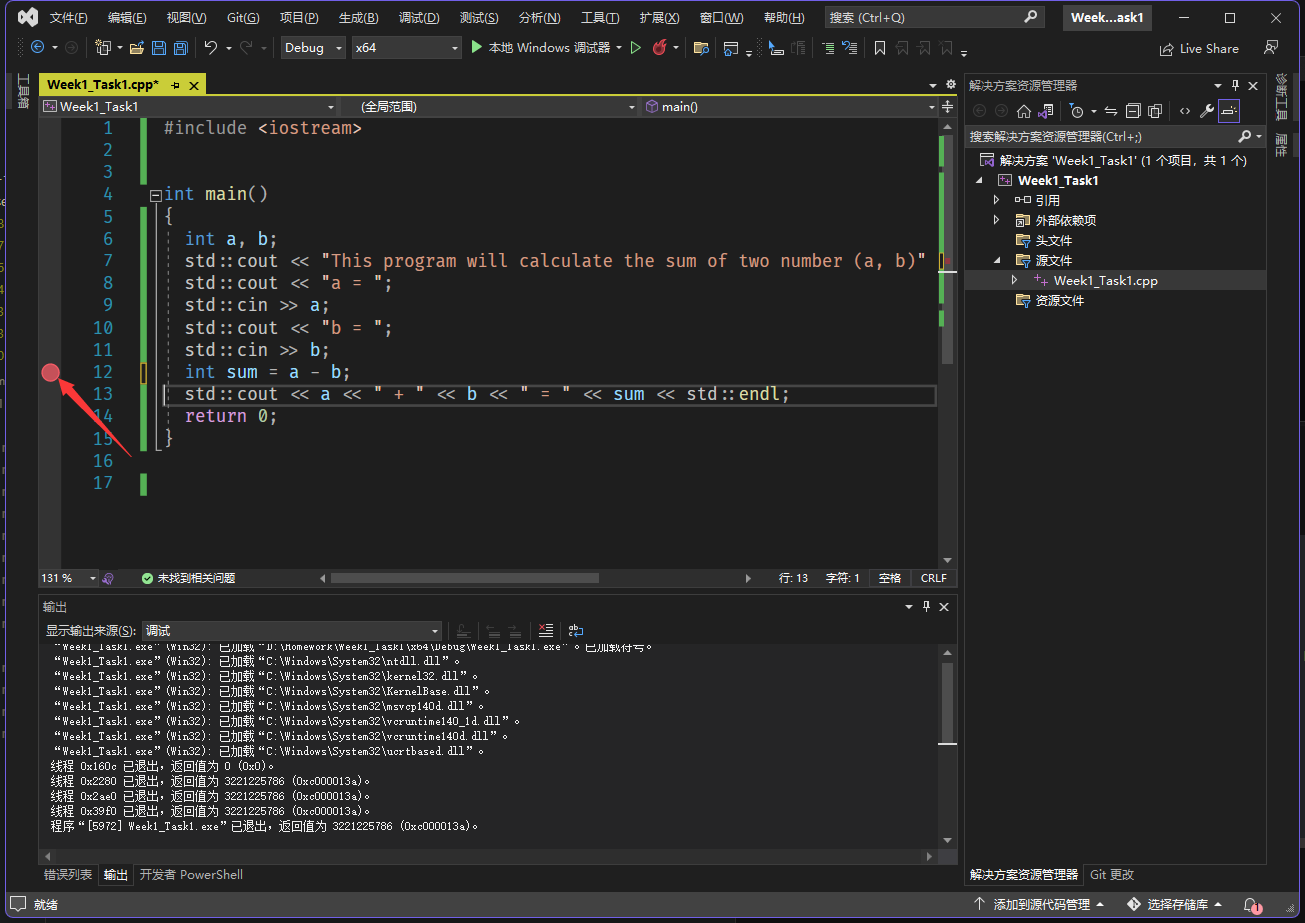 文件(F) 编辑(E) 视图(V) Git(G) 项目(P) 生成(B) 调试(D) 测试(S) 分析(N) 工具(T) 扩展(X) 窗口(W) 帮助(H) 搜索 (Ctrl+Q) Week...ask1
Debug x64 本地 Windows 调试器 Live Share
工具箱
Week1_Task1.cpp*
Week1_Task1 (全局范围) main()
1 #include <iostream>
2
3
4 int main()
5 {
6 int a, b;
7 std::cout << "This program will calculate the sum of two number (a, b)"
8 std::cout << "a = ";
9 std::cin >> a;
10 std::cout << "b = ";
11 std::cin >> b;
12 int sum = a - b;
13 std::cout << a << " + " << b << " = " << sum << std::endl;
14 return 0;
15 }
16
17
131 % 未找到相关问题 行: 13 字符: 1 空格 CRLF
输出
显示输出来源(S): 调试
“Week1_Task1.exe”(Win32): 已加载“D:\Homework\Week1_Task1\x64\Debug\Week1_Task1.exe”。已加载符号。
“Week1_Task1.exe”(Win32): 已加载“C:\Windows\System32\ntdll.dll”。
“Week1_Task1.exe”(Win32): 已加载“C:\Windows\System32\kernel32.dll”。
“Week1_Task1.exe”(Win32): 已加载“C:\Windows\System32\KernelBase.dll”。
“Week1_Task1.exe”(Win32): 已加载“C:\Windows\System32\msvcp140d.dll”。
“Week1_Task1.exe”(Win32): 已加载“C:\Windows\System32\vcruntime140_1d.dll”。
“Week1_Task1.exe”(Win32): 已加载“C:\Windows\System32\vcruntime140d.dll”。
“Week1_Task1.exe”(Win32): 已加载“C:\Windows\System32\ucrtbased.dll”。
线程 0x160c 已退出，返回值为 0 (0x0)。
线程 0x2280 已退出，返回值为 3221225786 (0xc000013a)。
线程 0x2ae0 已退出，返回值为 3221225786 (0xc000013a)。
线程 0x39f0 已退出，返回值为 3221225786 (0xc000013a)。
程序“[5972] Week1_Task1.exe”已退出，返回值为 3221225786 (0xc000013a)。
错误列表 输出 开发者 PowerShell
解决方案资源管理器
搜索解决方案资源管理器(Ctrl+;)
解决方案 'Week1_Task1' (1 个项目，共 1 个)
Week1_Task1
引用
外部依赖项
头文件
源文件
Week1_Task1.cpp
资源文件
解决方案资源管理器 Git 更改
诊断工具
属性
就绪 添加到源代码管理 选择存储库 1